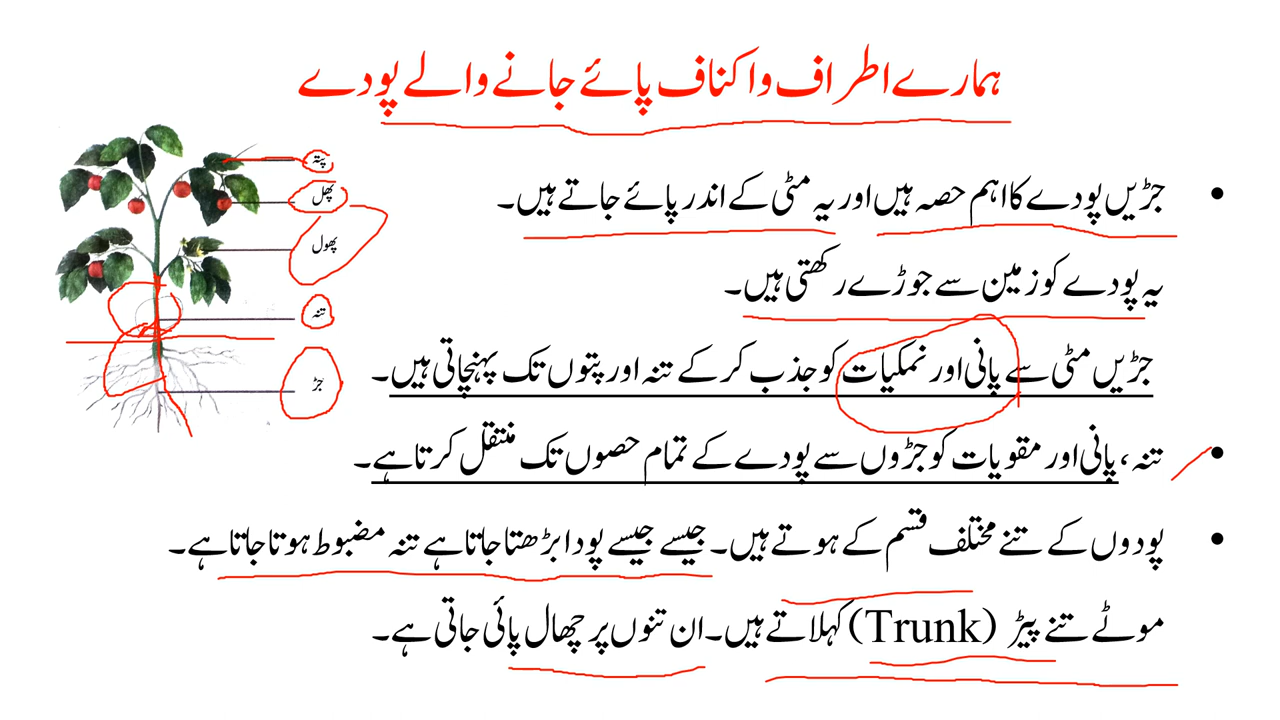 ہمارے اطراف و اکناف پائے جانے والے پودے
پتہ
پھل
پھول
تنہ
جڑ
• جڑیں پودے کا اہم حصہ ہیں اور یہ مٹی کے اندر پائے جاتے ہیں۔
یہ پودے کو زمین سے جوڑے رکھتی ہیں۔
جڑیں مٹی سے پانی اور نمکیات کو جذب کر کے تنہ اور پتوں تک پہنچاتی ہیں۔
• تنہ، پانی اور مقویات کو جڑوں سے پودے کے تمام حصوں تک منتقل کرتا ہے۔
• پودوں کے تنے مختلف قسم کے ہوتے ہیں۔ جیسے جیسے پودا بڑھتا جاتا ہے تنہ مضبوط ہوتا جاتا ہے۔
موٹے تنے پیڑ (Trunk) کہلاتے ہیں۔ ان تنوں پر چھال پائی جاتی ہے۔